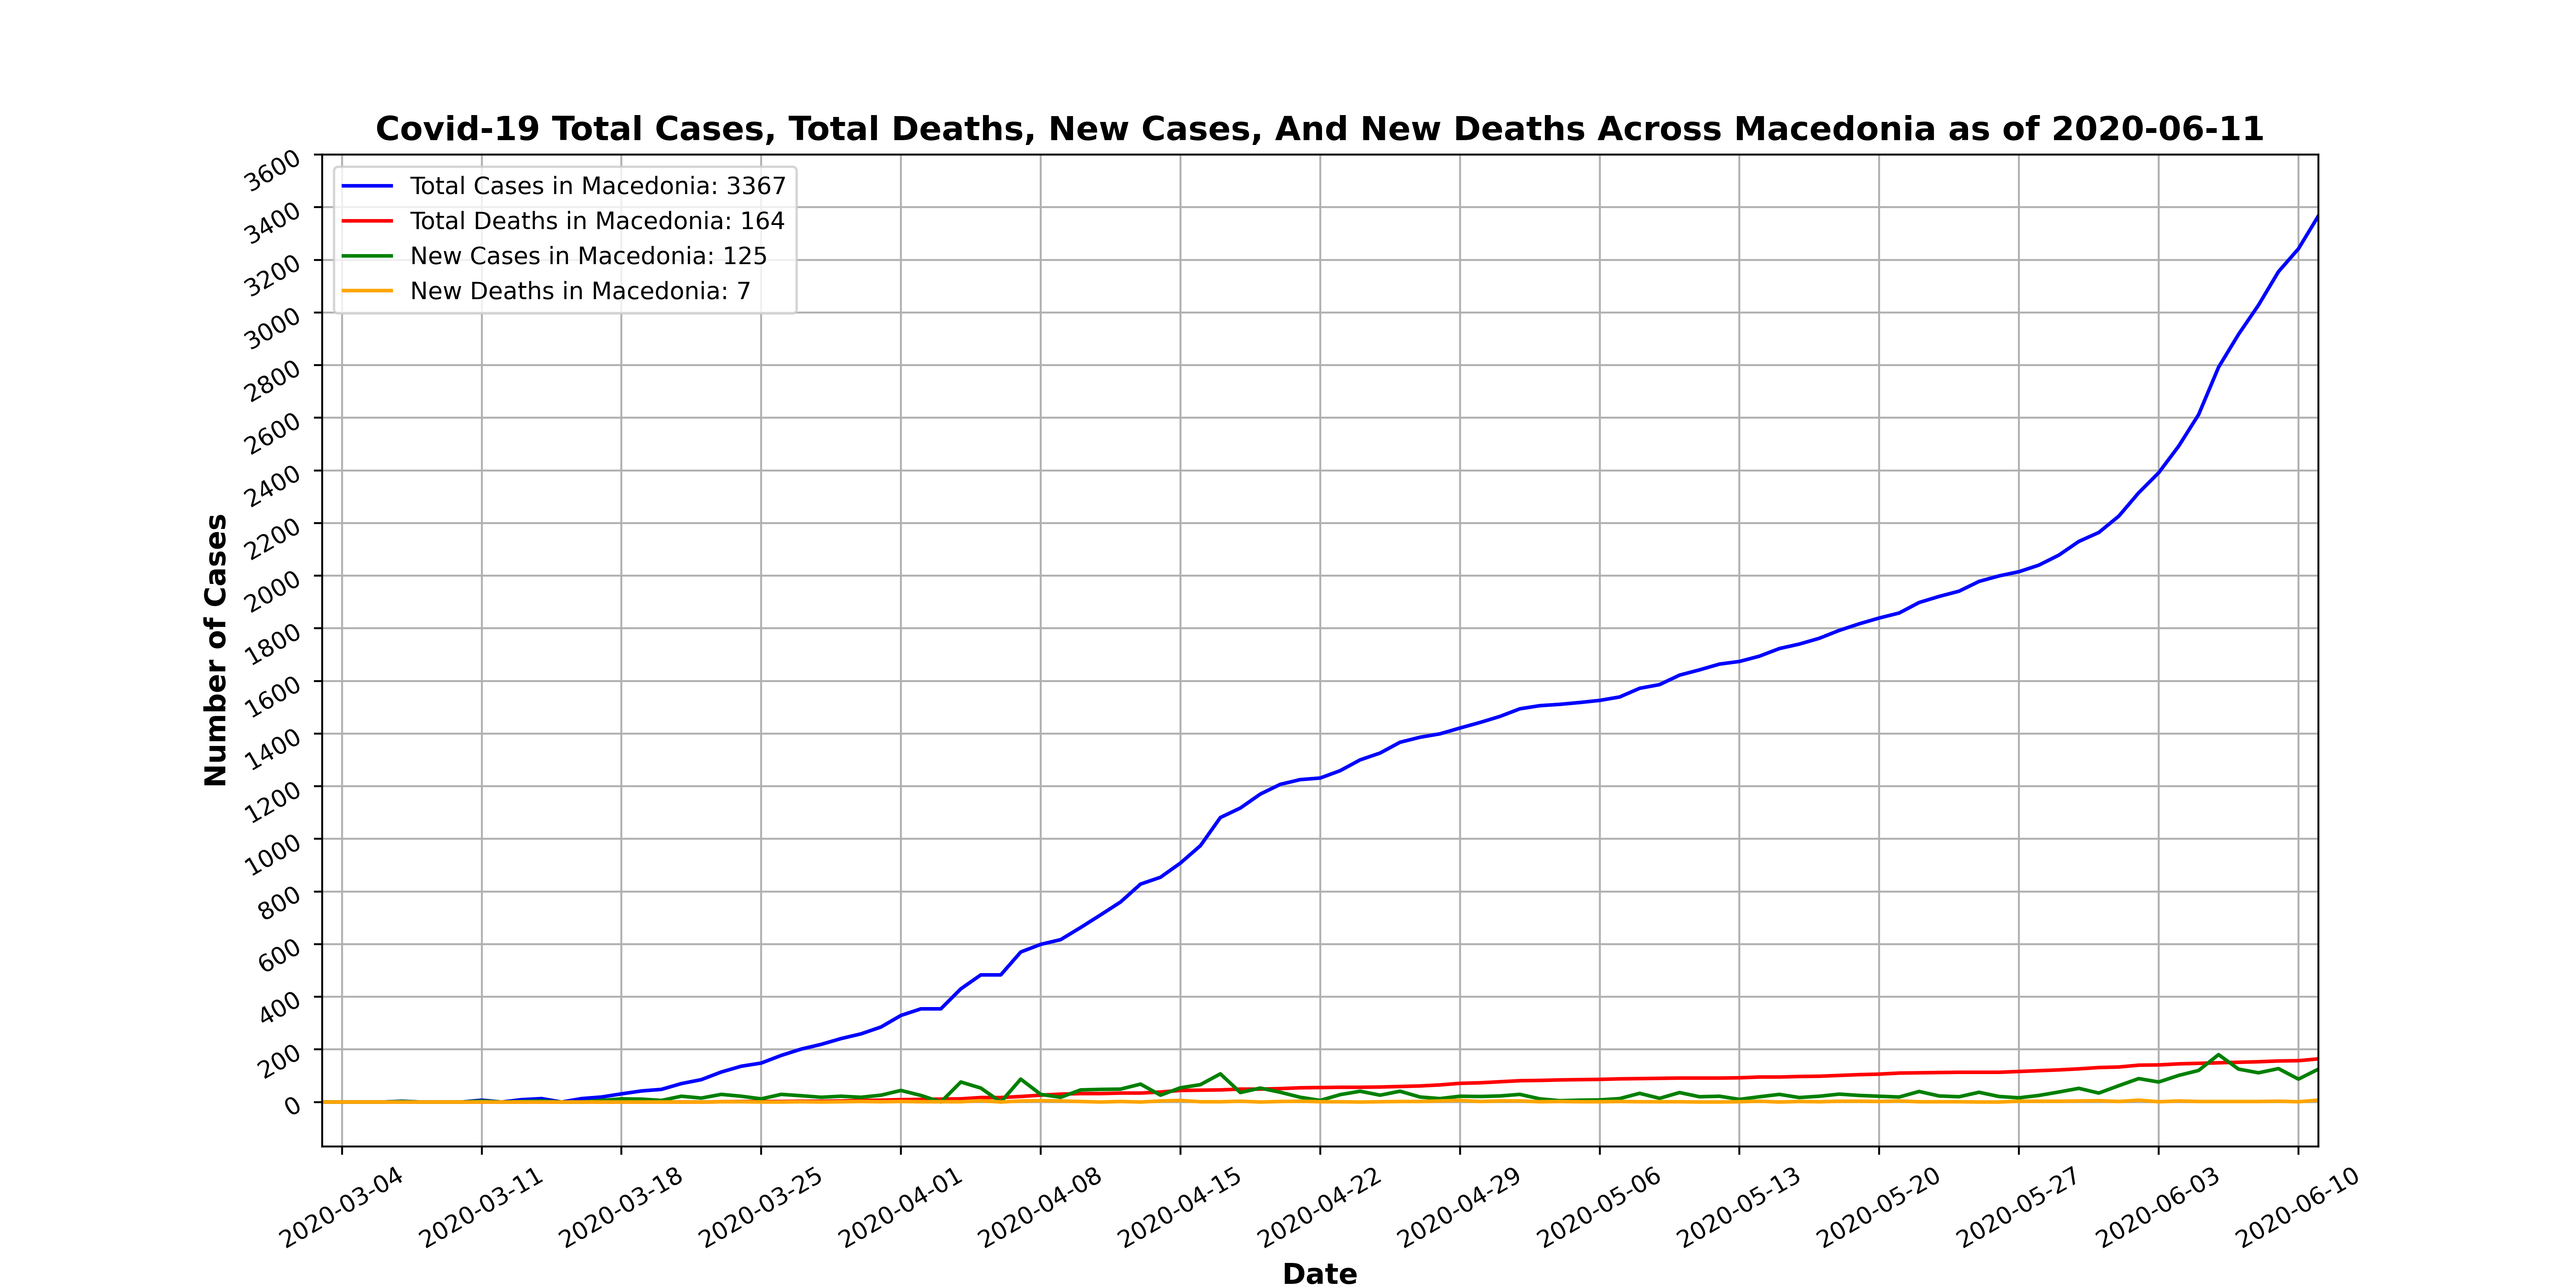 Covid-19 Total Cases, Total Deaths, New Cases, And New Deaths Across Macedonia as of 2020-06-11
Total Cases in Macedonia: 3367
Total Deaths in Macedonia: 164
New Cases in Macedonia: 125
New Deaths in Macedonia: 7
Number of Cases
3600
3400
3200
3000
2800
2600
2400
2200
2000
1800
1600
1400
1200
1000
800
600
400
200
0
2020-03-04 2020-03-11 2020-03-18 2020-03-25 2020-04-01 2020-04-08 2020-04-15 2020-04-22 2020-04-29 2020-05-06 2020-05-13 2020-05-20 2020-05-27 2020-06-03 2020-06-10
Date